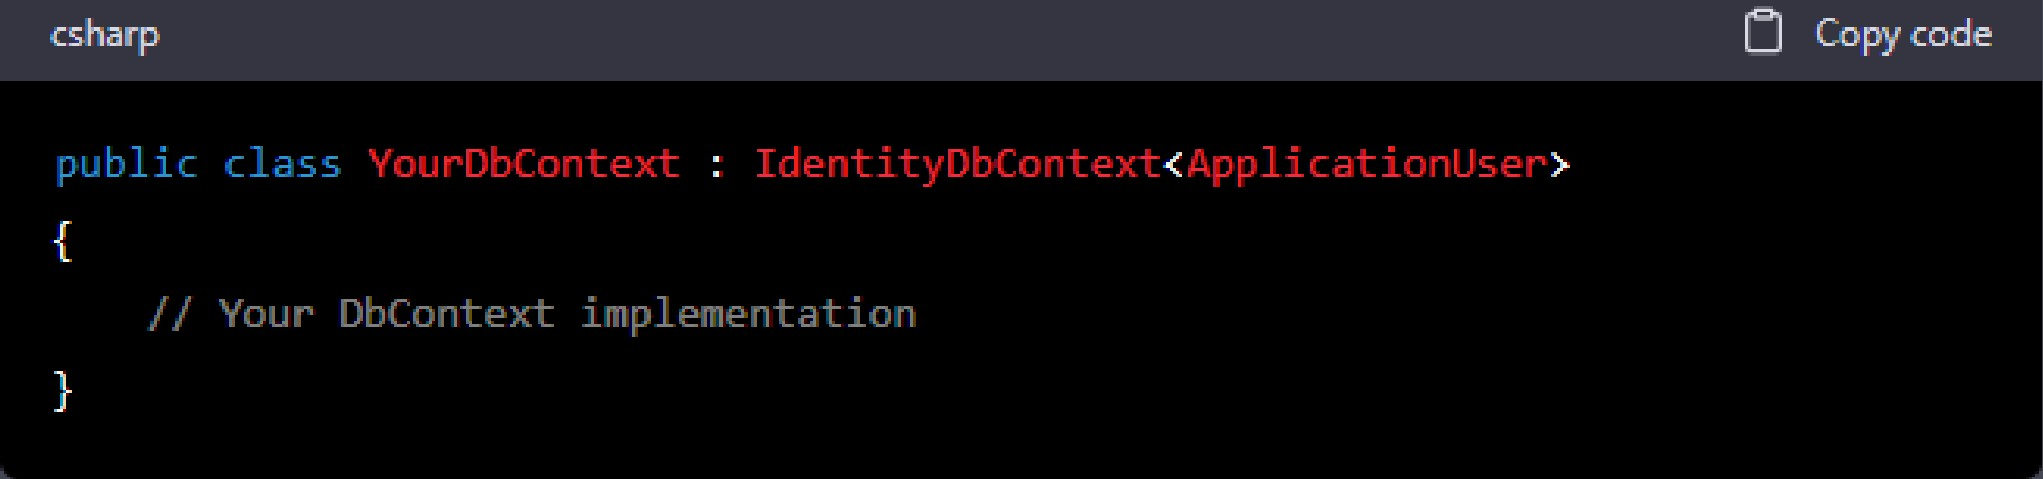 csharp
Copy code
public class YourDbContext : IdentityDbContext<ApplicationUser>
{
    // Your DbContext implementation
}